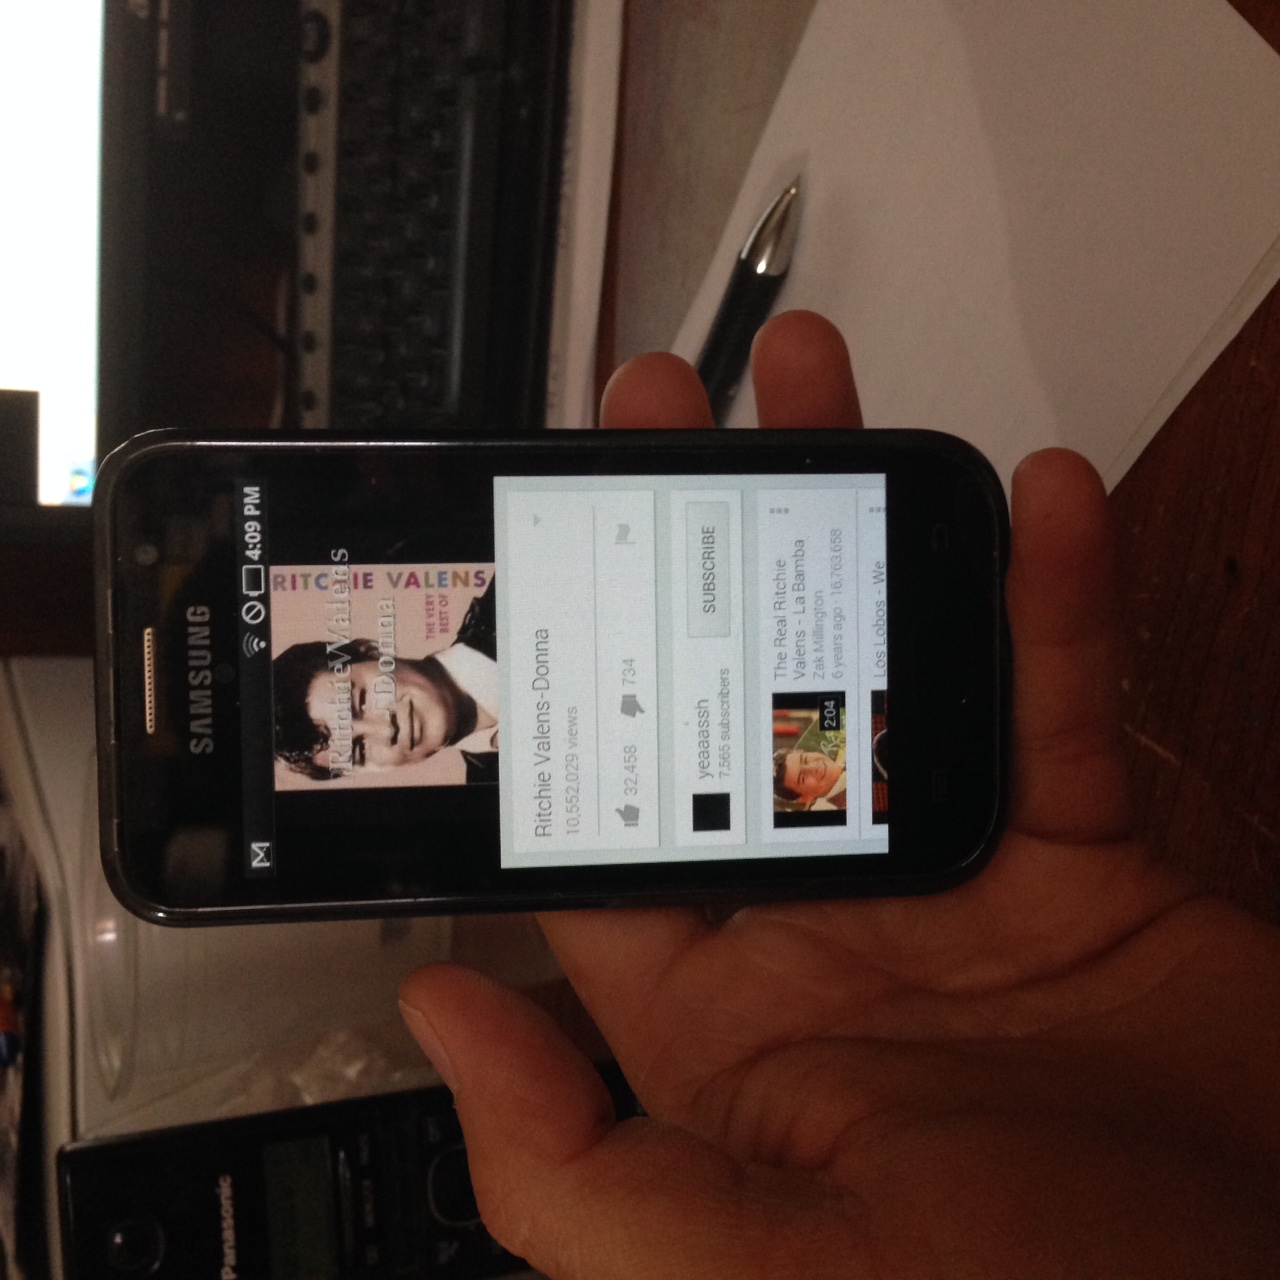 Panasonic
SAMSUNG
4:09 PM
Ritchie Valens
Donna
RITCHIE VALENS
THE VERY
BEST OF
Ritchie Valens-Donna
10,552,029 views
32,458
734
yeaaassh
7,565 subscribers
SUBSCRIBE
The Real Ritchie
Valens - La Bamba
Zak Millington
6 years ago · 16,763,658
2:04
Los Lobos - We